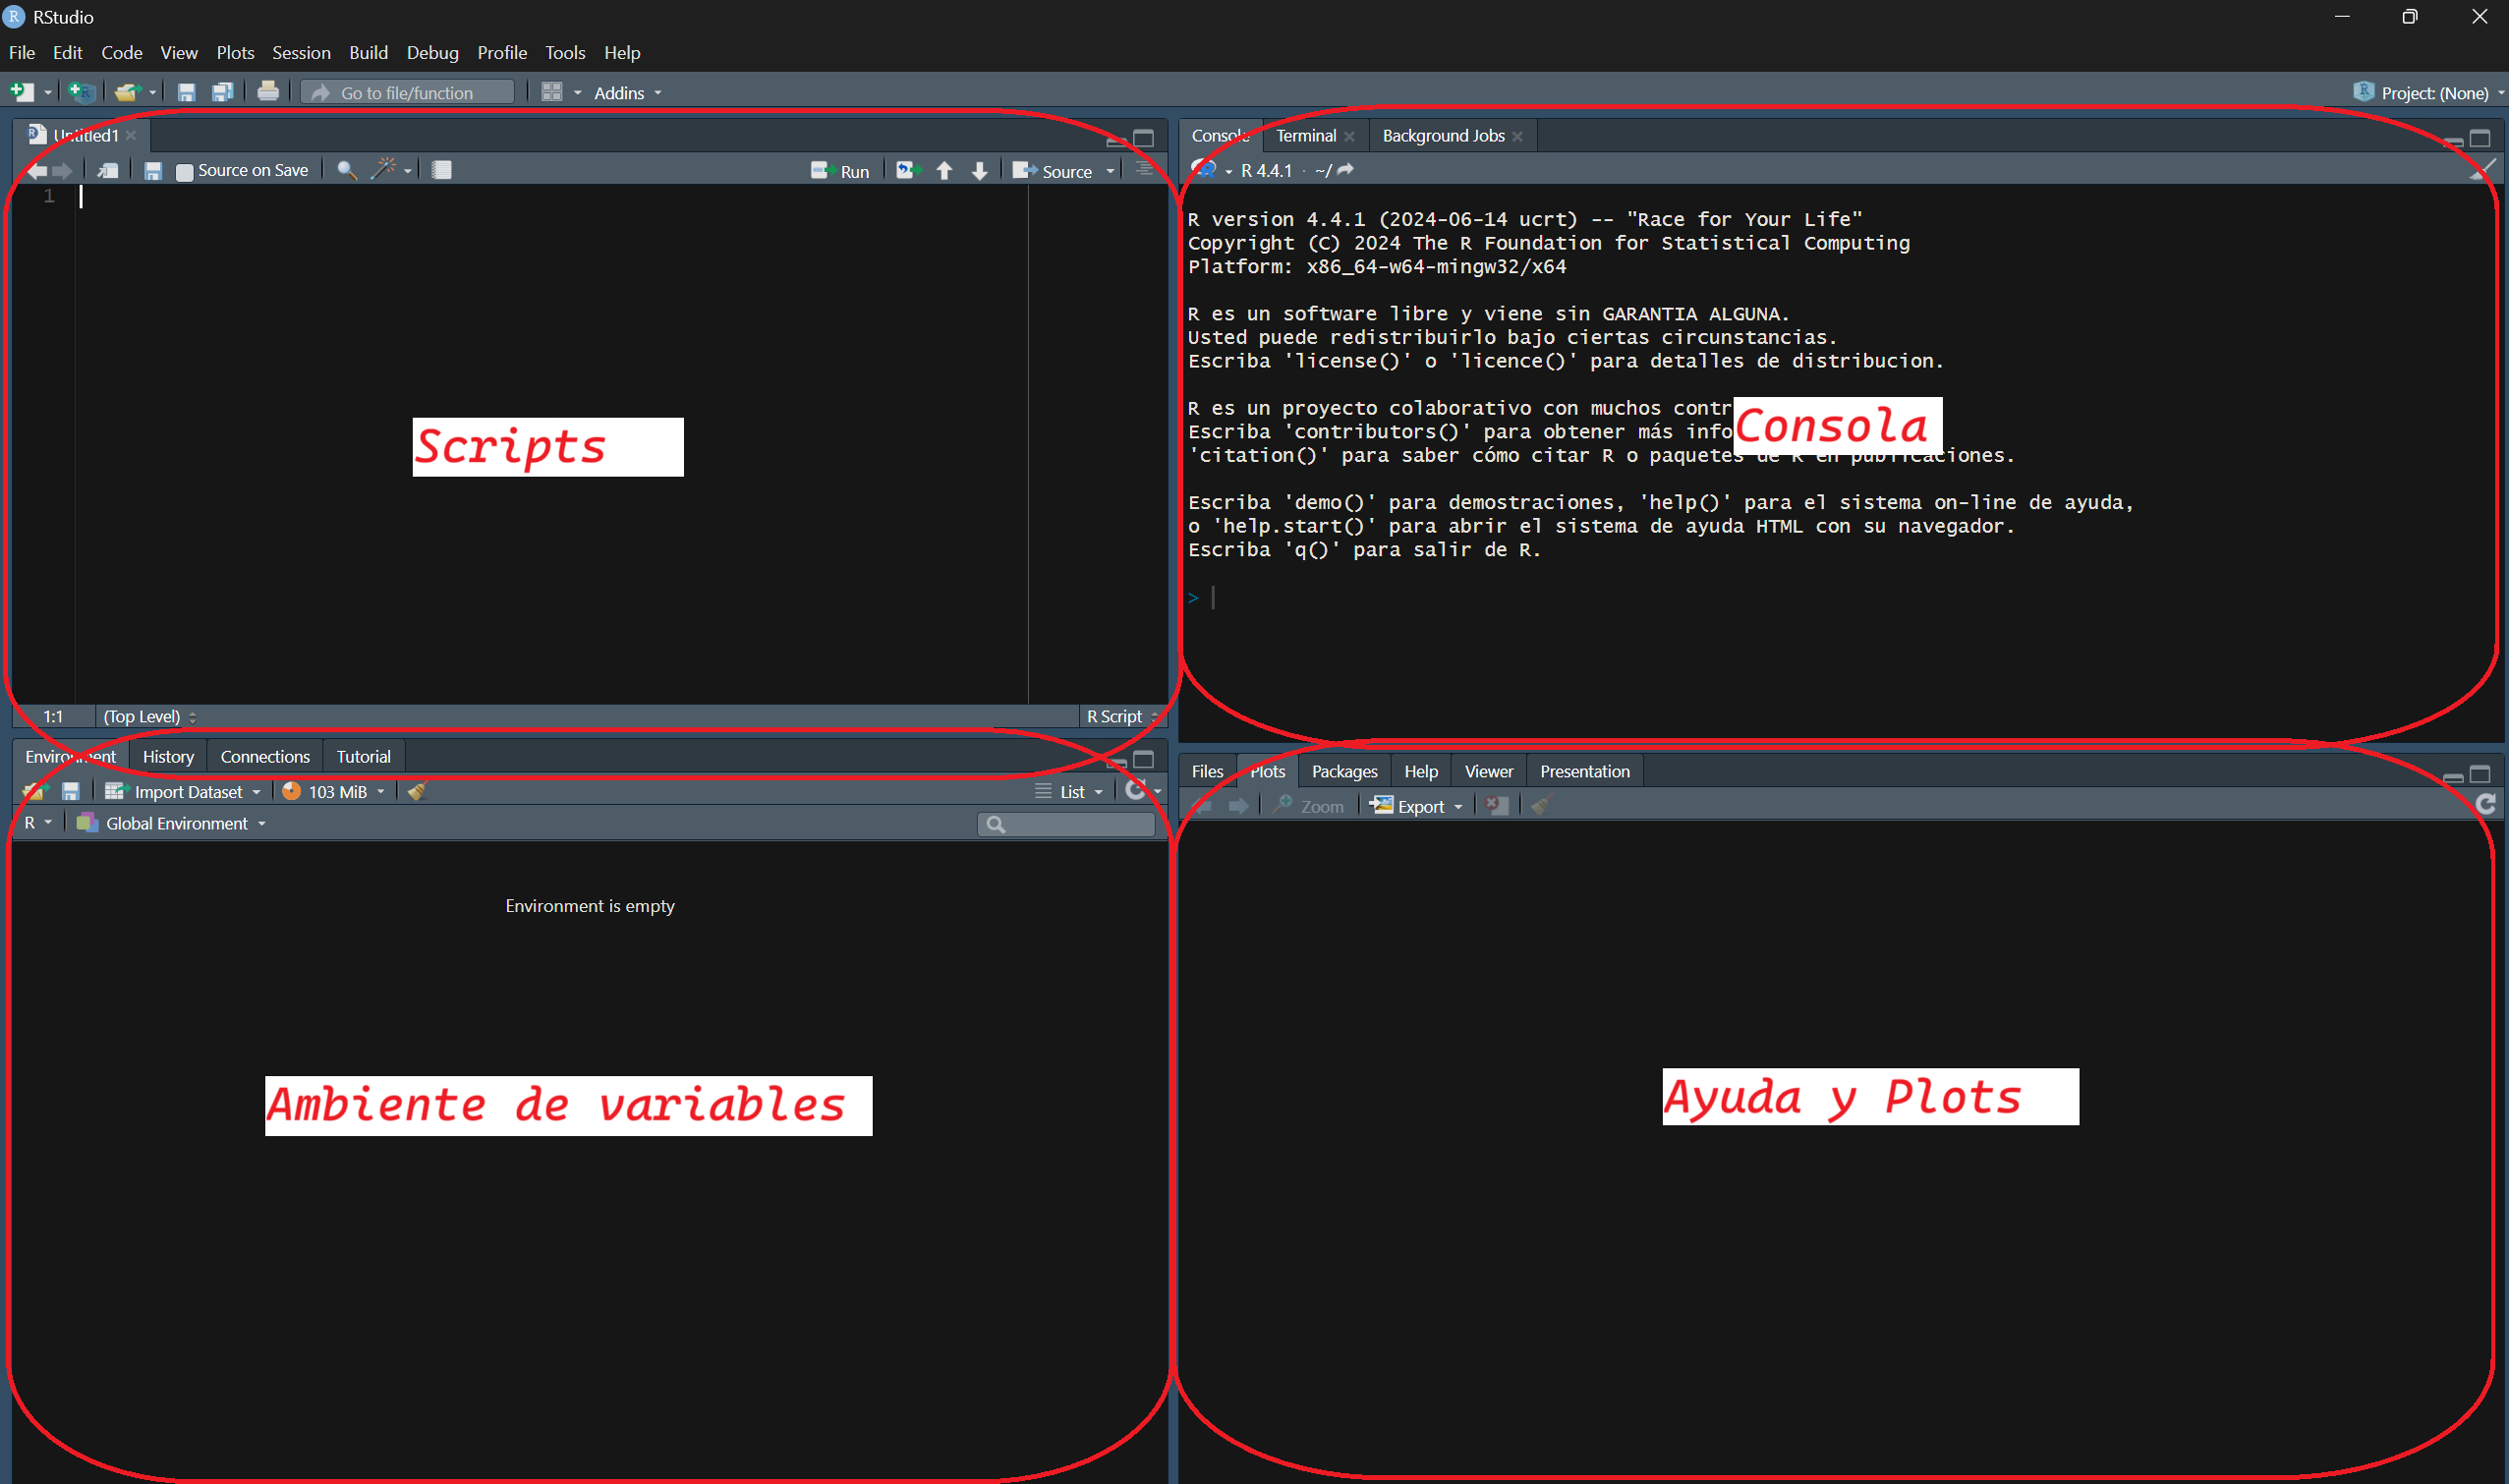 RStudio
File Edit Code View Plots Session Build Debug Profile Tools Help
Go to file/function Addins Project: (None)
Untitled1
Source on Save Run Source
1
Scripts
1:1 (Top Level) R Script
Console Terminal Background Jobs
R 4.4.1 · ~/
R version 4.4.1 (2024-06-14 ucrt) -- "Race for Your Life"
Copyright (C) 2024 The R Foundation for Statistical Computing
Platform: x86_64-w64-mingw32/x64
R es un software libre y viene sin GARANTIA ALGUNA.
Usted puede redistribuirlo bajo ciertas circunstancias.
Escriba 'license()' o 'licence()' para detalles de distribucion.
R es un proyecto colaborativo con muchos contr
Escriba 'contributors()' para obtener más info
'citation()' para saber cómo citar R o paquetes de R en publicaciones.
Consola
Escriba 'demo()' para demostraciones, 'help()' para el sistema on-line de ayuda,
o 'help.start()' para abrir el sistema de ayuda HTML con su navegador.
Escriba 'q()' para salir de R.
>
Environment History Connections Tutorial
Import Dataset 103 MiB List
R Global Environment
Environment is empty
Ambiente de variables
Files Plots Packages Help Viewer Presentation
Zoom Export
Ayuda y Plots